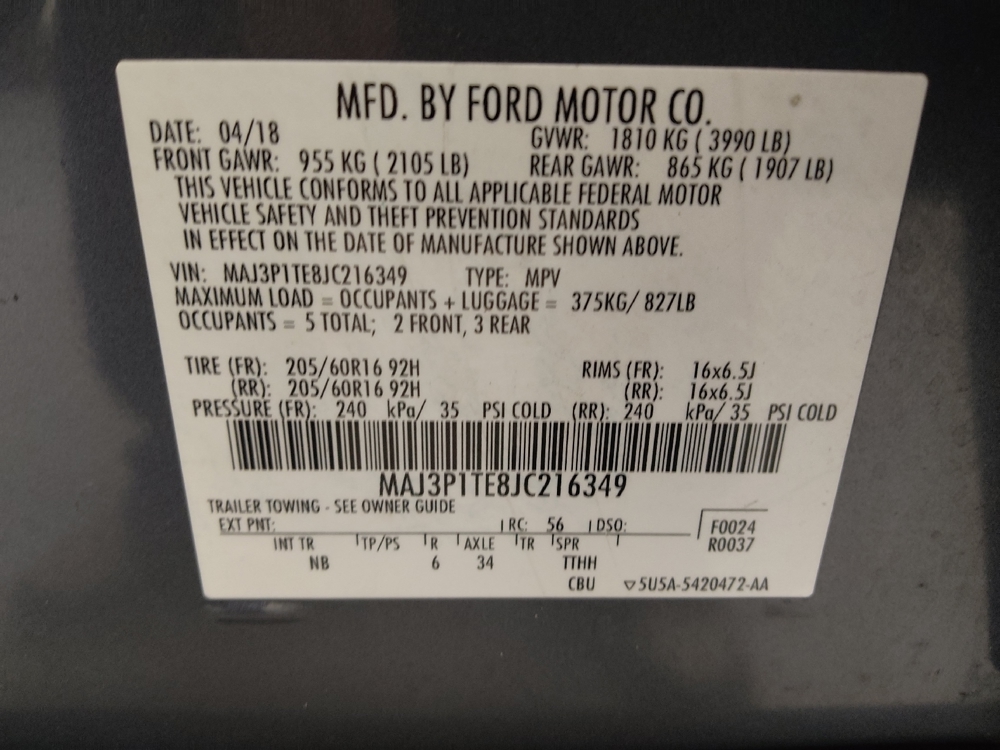 MFD. BY FORD MOTOR CO.
DATE: 04/18 GVWR: 1810 KG ( 3990 LB)
FRONT GAWR: 955 KG ( 2105 LB) REAR GAWR: 865 KG ( 1907 LB)
THIS VEHICLE CONFORMS TO ALL APPLICABLE FEDERAL MOTOR
VEHICLE SAFETY AND THEFT PREVENTION STANDARDS
IN EFFECT ON THE DATE OF MANUFACTURE SHOWN ABOVE.
VIN: MAJ3P1TE8JC216349 TYPE: MPV
MAXIMUM LOAD = OCCUPANTS + LUGGAGE = 375KG/ 827LB
OCCUPANTS = 5 TOTAL; 2 FRONT, 3 REAR
TIRE (FR): 205/60R16 92H RIMS (FR): 16x6.5J
(RR): 205/60R16 92H (RR): 16x6.5J
PRESSURE (FR): 240 kPa/ 35 PSI COLD (RR): 240 kPa/ 35 PSI COLD
MAJ3P1TE8JC216349
TRAILER TOWING - SEE OWNER GUIDE
EXT PNT: RC: 56 DSO: F0024
INT TR TP/PS R AXLE TR SPR R0037
NB 6 34 TTHH
CBU ▽5U5A-5420472-AA